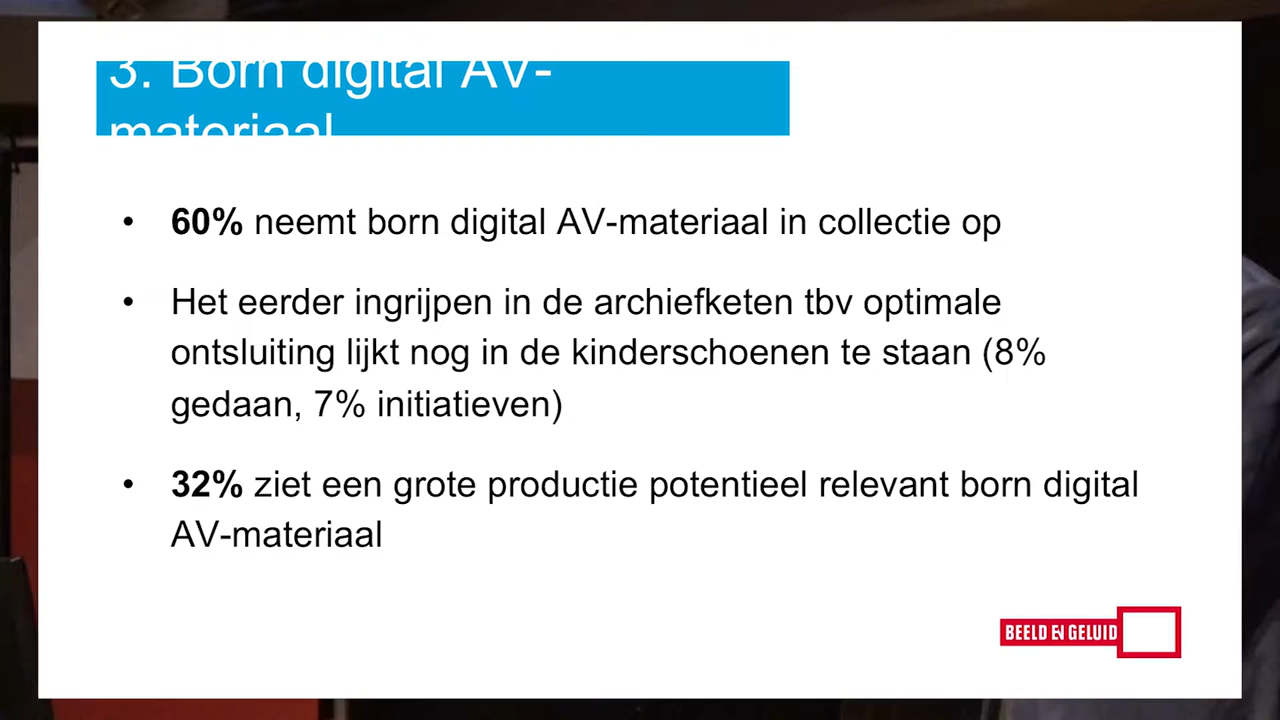 3. Born digital AV-
materiaal
• 60% neemt born digital AV-materiaal in collectie op
• Het eerder ingrijpen in de archiefketen tbv optimale
ontsluiting lijkt nog in de kinderschoenen te staan (8%
gedaan, 7% initiatieven)
• 32% ziet een grote productie potentieel relevant born digital
AV-materiaal
BEELD EN GELUID